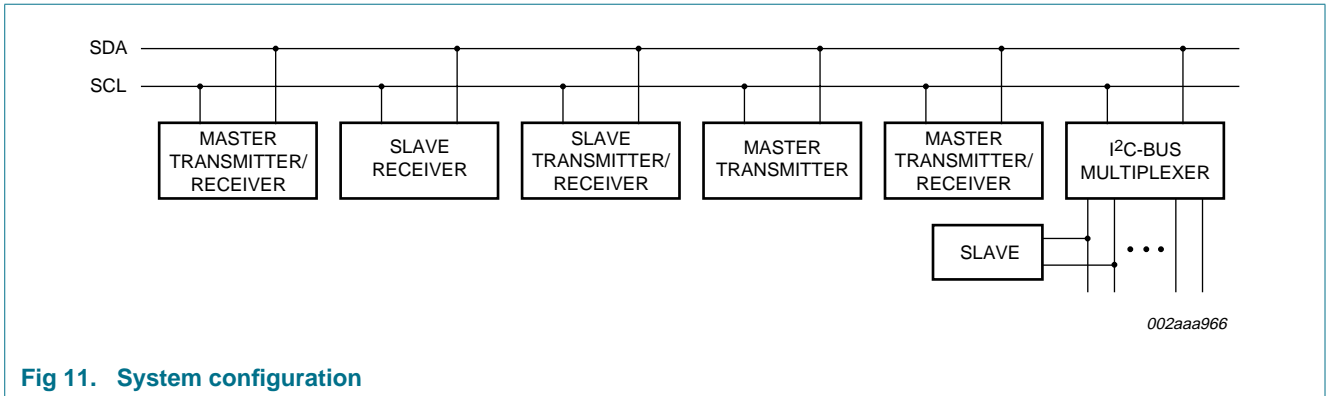 SDA
SCL
MASTER
TRANSMITTER/
RECEIVER
SLAVE
RECEIVER
SLAVE
TRANSMITTER/
RECEIVER
MASTER
TRANSMITTER
MASTER
TRANSMITTER/
RECEIVER
I²C-BUS
MULTIPLEXER
SLAVE
002aaa966
Fig 11. System configuration